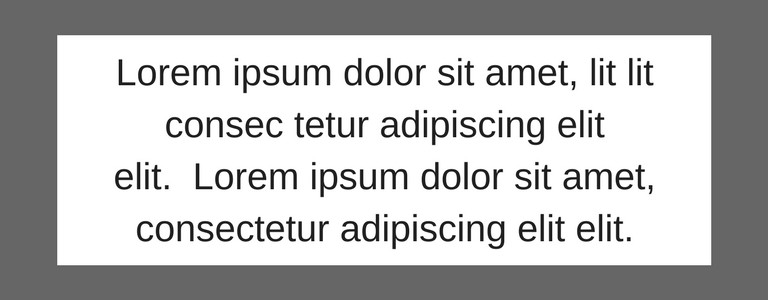 Lorem ipsum dolor sit amet, lit lit
consec tetur adipiscing elit
elit.  Lorem ipsum dolor sit amet,
consectetur adipiscing elit elit.